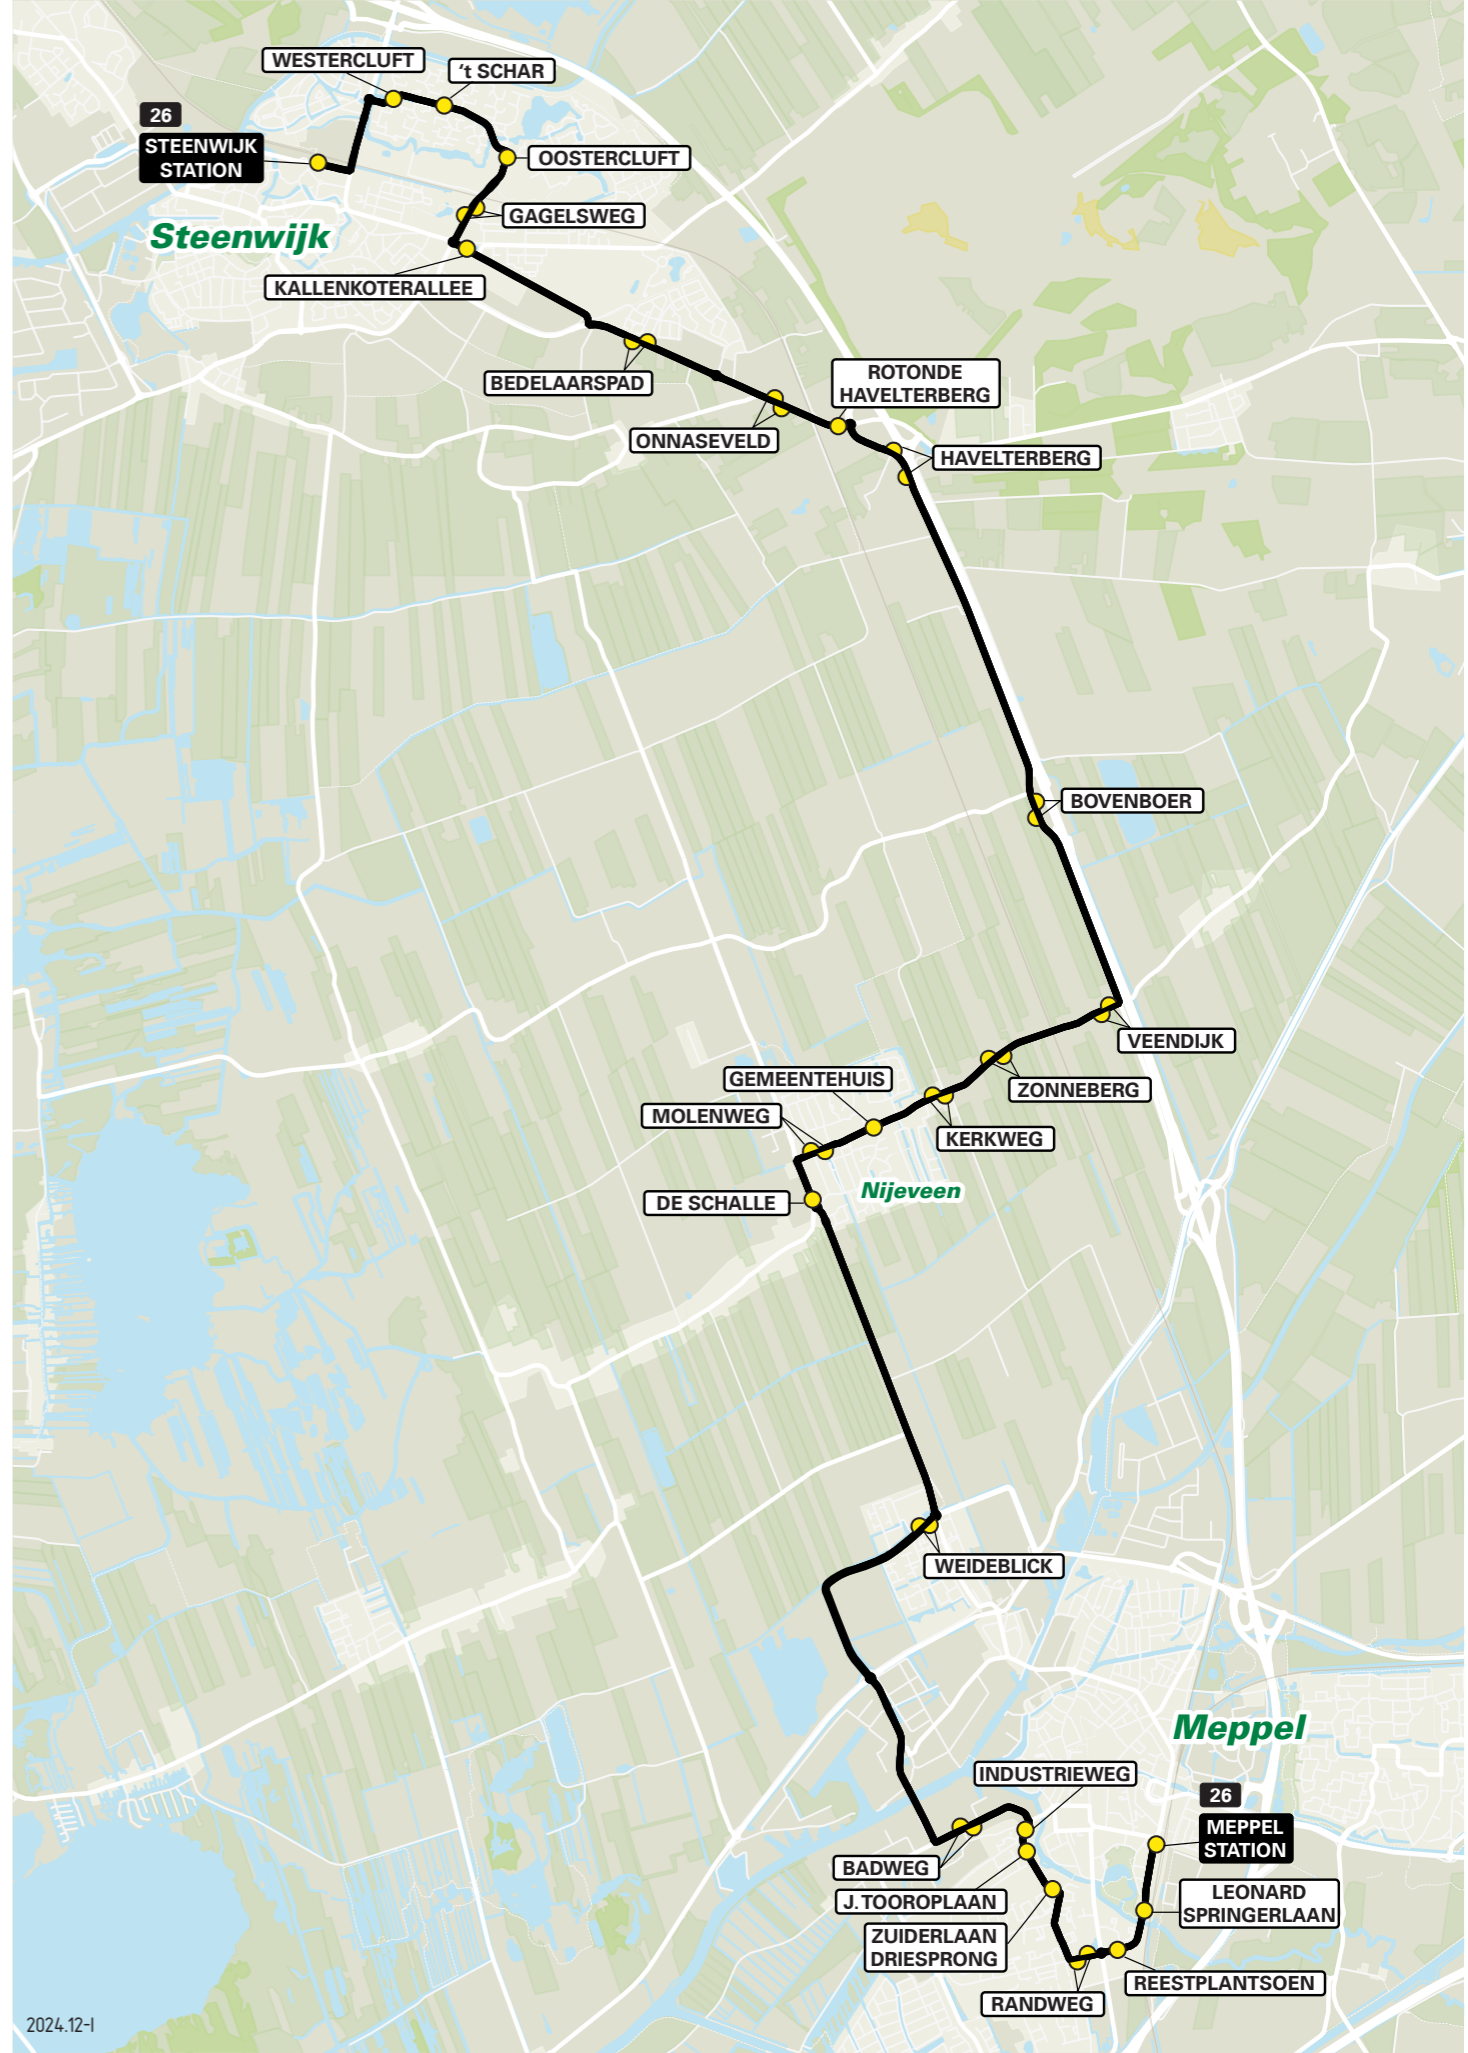 WESTERCLUFT
't SCHAR
26
STEENWIJK
STATION
OOSTERCLUFT
GAGELSWEG
Steenwijk
KALLENKOTERALLEE
BEDELAARSPAD
ROTONDE
HAVELTERBERG
ONNASEVELD
HAVELTERBERG
BOVENBOER
VEENDIJK
GEMEENTEHUIS
ZONNEBERG
MOLENWEG
KERKWEG
Nijeveen
DE SCHALLE
WEIDEBLICK
Meppel
INDUSTRIEWEG
26
MEPPEL
STATION
BADWEG
J.TOOROPLAAN
LEONARD
SPRINGERLAAN
ZUIDERLAAN
DRIESPRONG
REESTPLANTSOEN
RANDWEG
2024.12-I